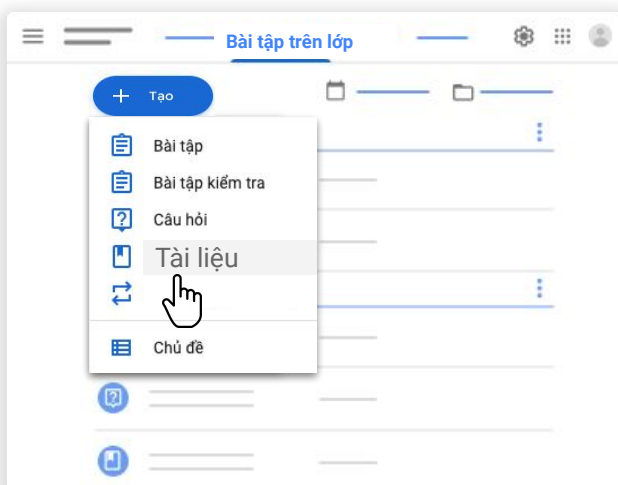 Bài tập trên lớp
Tạo
Bài tập
Bài tập kiểm tra
Câu hỏi
Tài liệu
Chủ đề